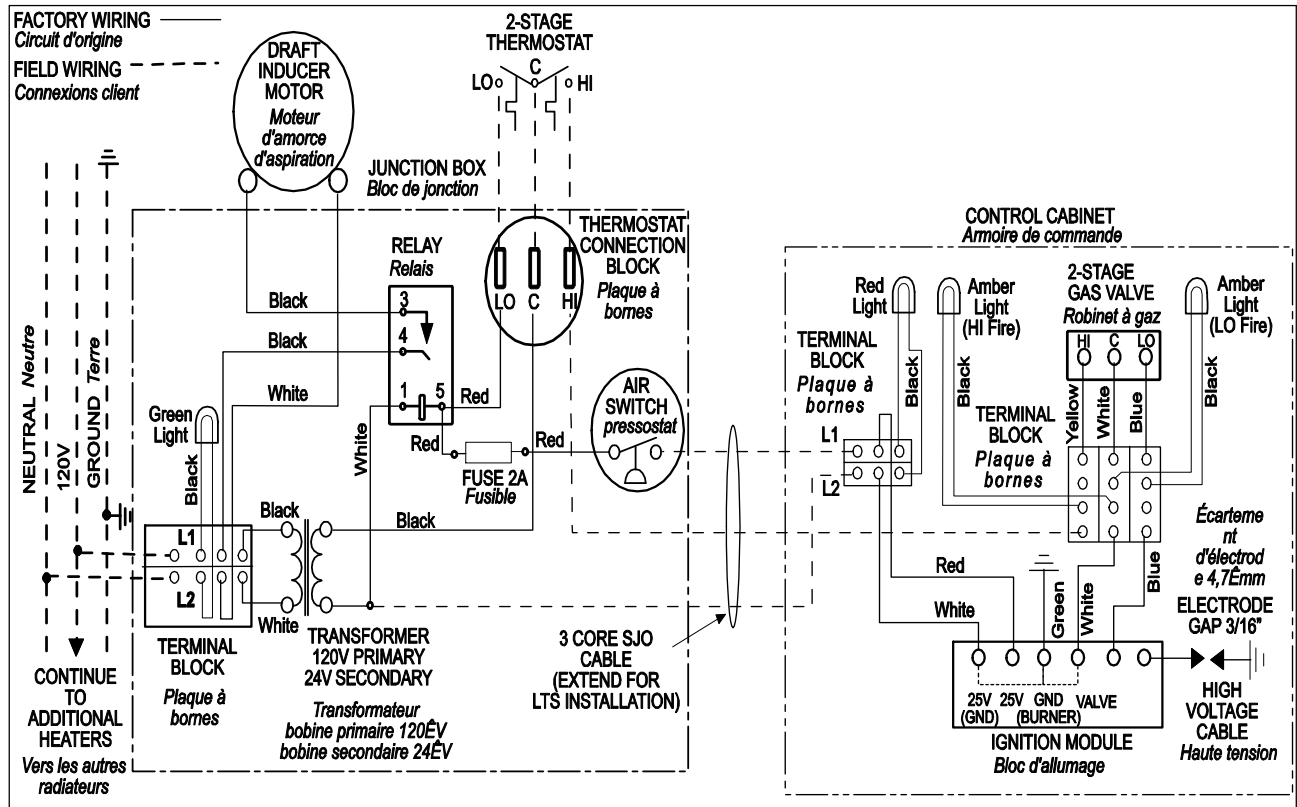 FACTORY WIRING
Circuit d'origine
FIELD WIRING
Connexions client
DRAFT
INDUCER
MOTOR
Moteur
d'amorce
d'aspiration
2-STAGE
THERMOSTAT
LO
C
HI
JUNCTION BOX
Bloc de jonction
NEUTRAL Neutre
120V
GROUND Terre
CONTINUE
TO
ADDITIONAL
HEATERS
Vers les autres
radiateurs
RELAY
Relais
3
4
1
5
Black
Black
White
THERMOSTAT
CONNECTION
BLOCK
Plaque à
bornes
LO
C
HI
Green
Light
Black
White
Red
Red
Red
FUSE 2A
Fusible
AIR
SWITCH
pressostat
L1
L2
TERMINAL
BLOCK
Plaque à
bornes
Black
White
Black
TRANSFORMER
120V PRIMARY
24V SECONDARY
Transformateur
bobine primaire 120ÊV
bobine secondaire 24ÊV
3 CORE SJO
CABLE
(EXTEND FOR
LTS INSTALLATION)
CONTROL CABINET
Armoire de commande
Red
Light
Amber
Light
(HI Fire)
2-STAGE
GAS VALVE
Robinet à gaz
HI
C
LO
Amber
Light
(LO Fire)
TERMINAL
BLOCK
Plaque à
bornes
L1
L2
Black
Black
TERMINAL
BLOCK
Plaque à
bornes
Yellow
White
Blue
Black
Écarteme
nt
d'électrod
e 4,7Êmm
ELECTRODE
GAP 3/16"
Red
White
Green
White
Blue
25V
(GND)
25V
GND
(BURNER)
VALVE
IGNITION MODULE
Bloc d'allumage
HIGH
VOLTAGE
CABLE
Haute tension